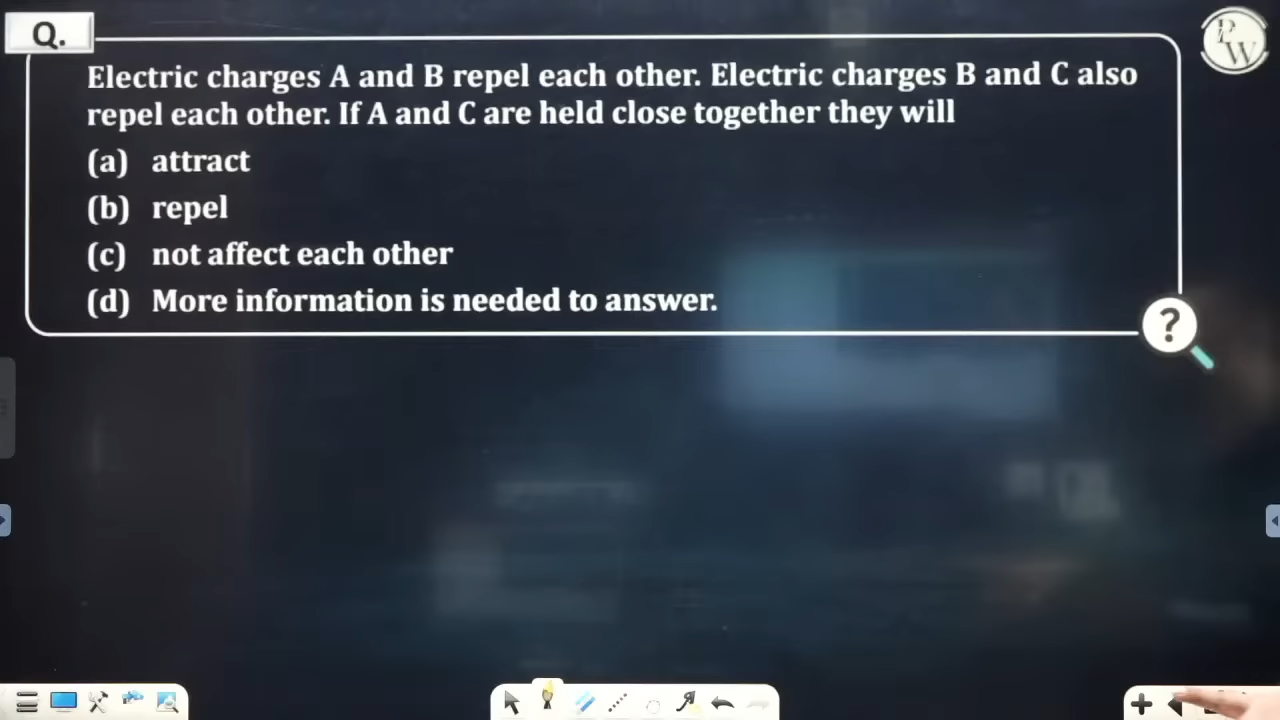 Q.
PW
Electric charges A and B repel each other. Electric charges B and C also
repel each other. If A and C are held close together they will
(a) attract
(b) repel
(c) not affect each other
(d) More information is needed to answer.
?